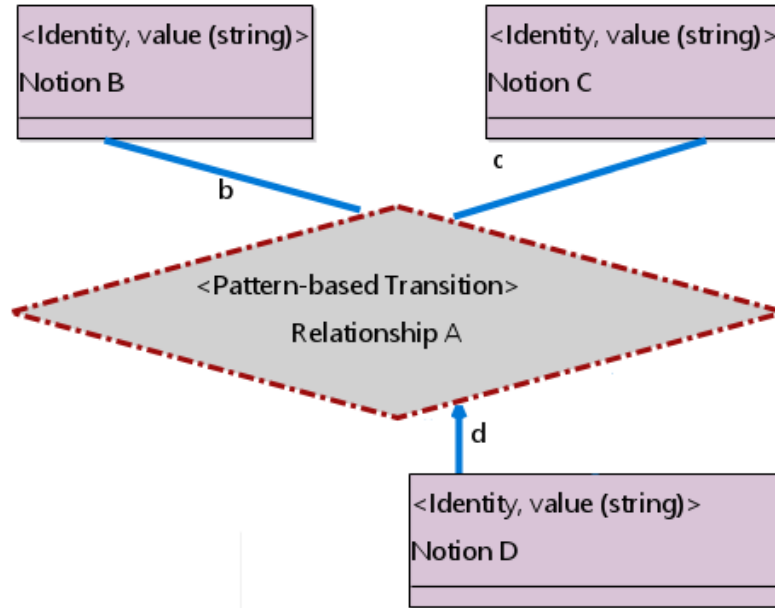 <Identity, value (string)>
Notion B
<Identity, value (string)>
Notion C
b
c
<Pattern-based Transition>
Relationship A
d
<Identity, value (string)>
Notion D